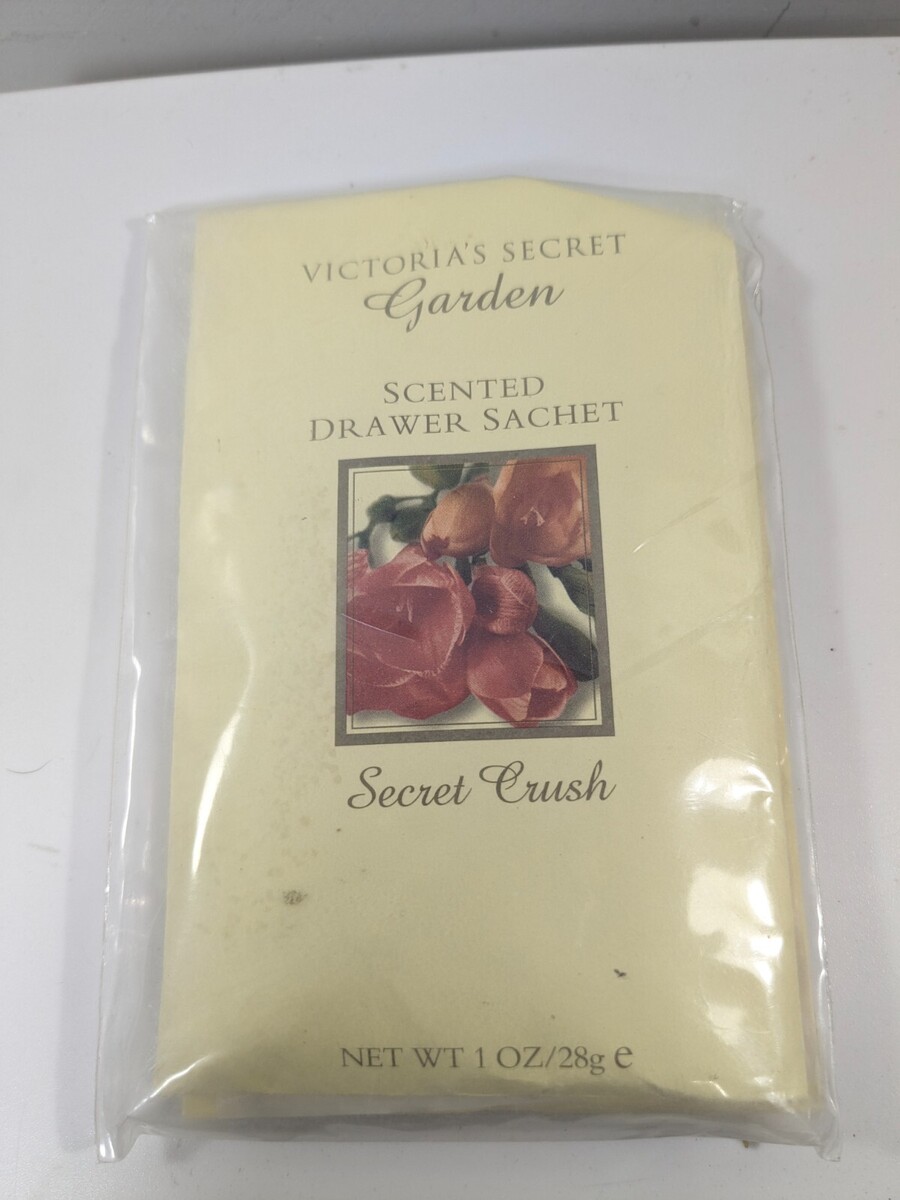 VICTORIA'S SECRET
Garden
SCENTED
DRAWER SACHET
Secret Crush
NET WT 1 OZ/28g e